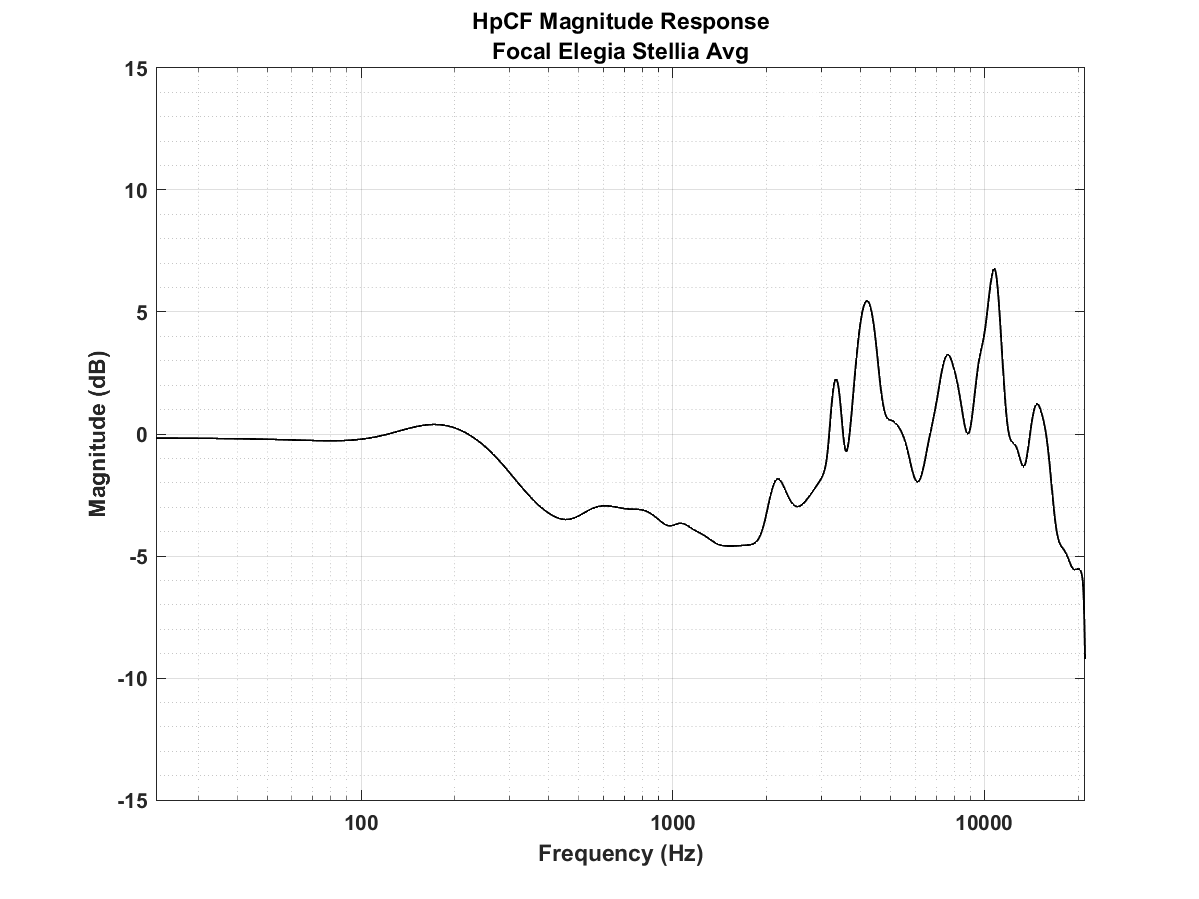 HpCF Magnitude Response
Focal Elegia Stellia Avg
15
10
5
0
-5
-10
-15
Magnitude (dB)
100
1000
10000
Frequency (Hz)